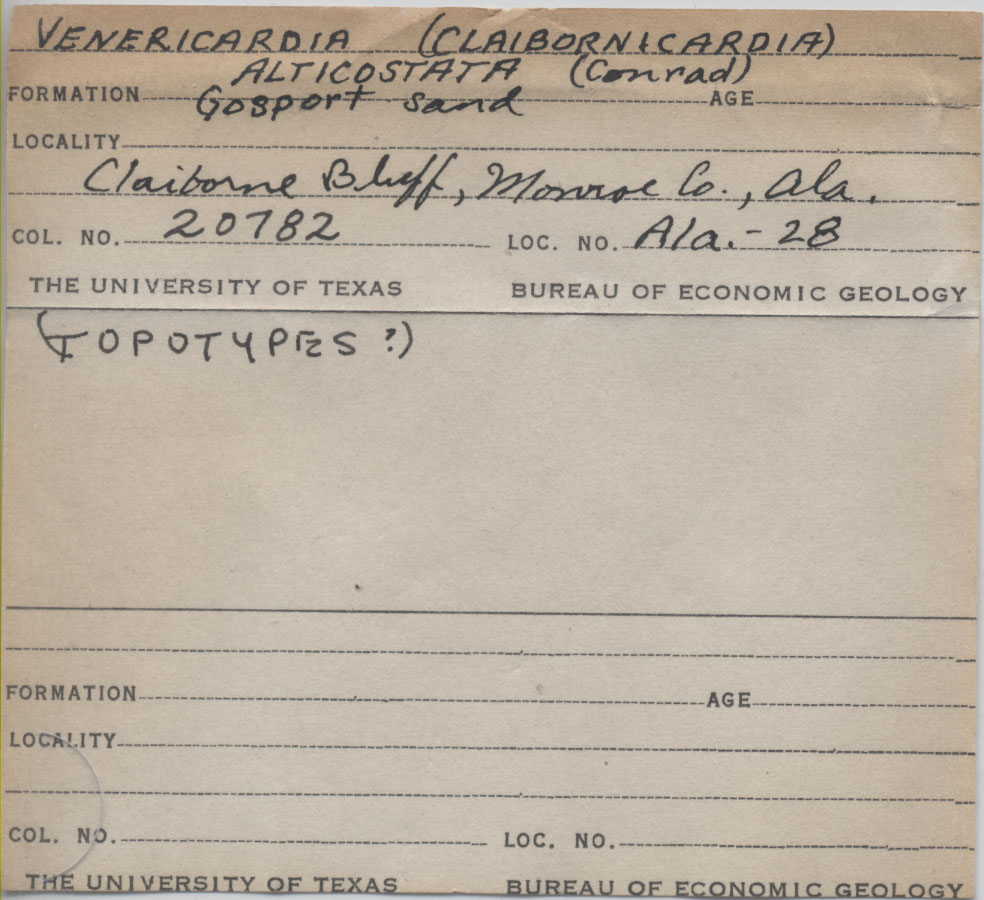 VENERICARDIA (CLAIBORNICARDIA)
ALTICOSTATA (Conrad)
FORMATION Gosport sand AGE
LOCALITY
Claiborne Bluff, Monroe Co., Ala.
COL. NO. 20782 LOC. NO. Ala.-28
THE UNIVERSITY OF TEXAS BUREAU OF ECONOMIC GEOLOGY
(TOPOTYPES?)
FORMATION AGE
LOCALITY
COL. NO. LOC. NO.
THE UNIVERSITY OF TEXAS BUREAU OF ECONOMIC GEOLOGY